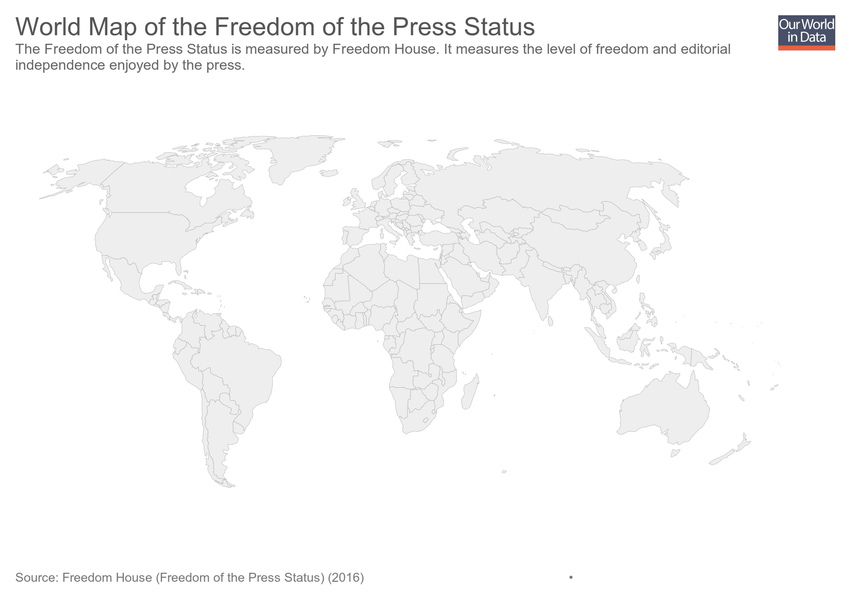 World Map of the Freedom of the Press Status
Our World
in Data
The Freedom of the Press Status is measured by Freedom House. It measures the level of freedom and editorial
independence enjoyed by the press.
Source: Freedom House (Freedom of the Press Status) (2016)
•